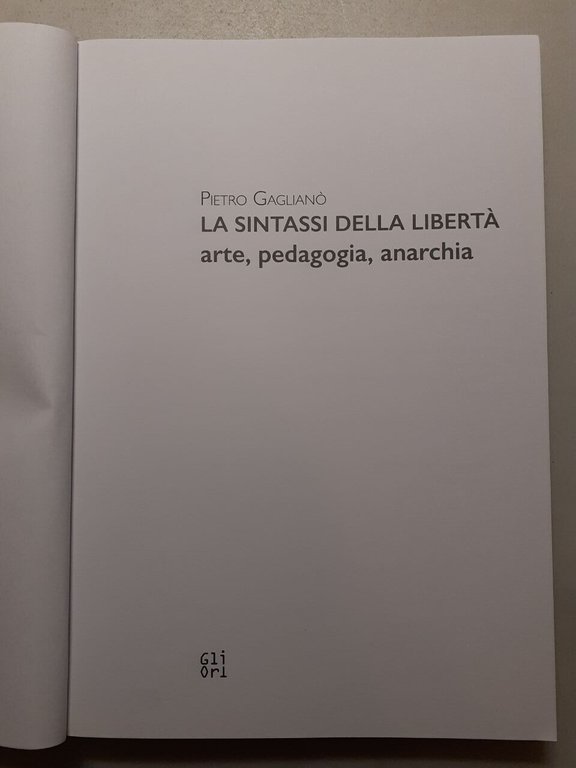 Pietro Gaglianò
LA SINTASSI DELLA LIBERTÀ
arte, pedagogia, anarchia
Gli
Ori